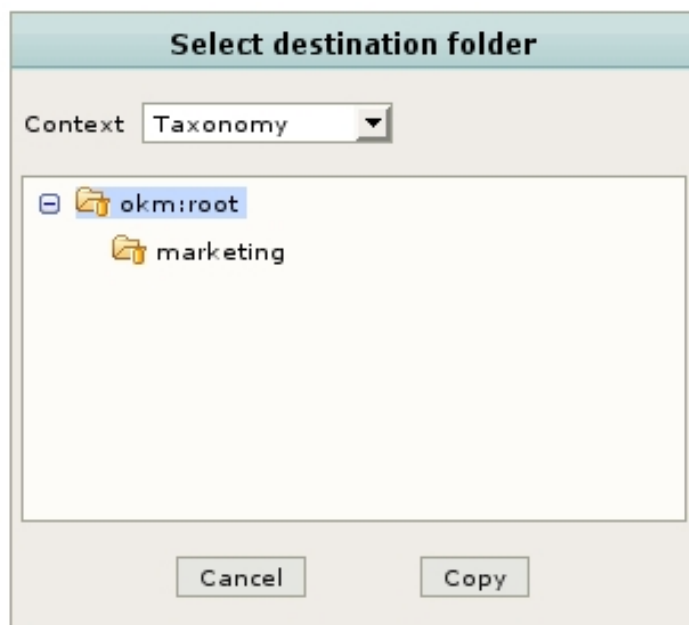 Select destination folder
Context Taxonomy
okm:root
marketing
Cancel Copy